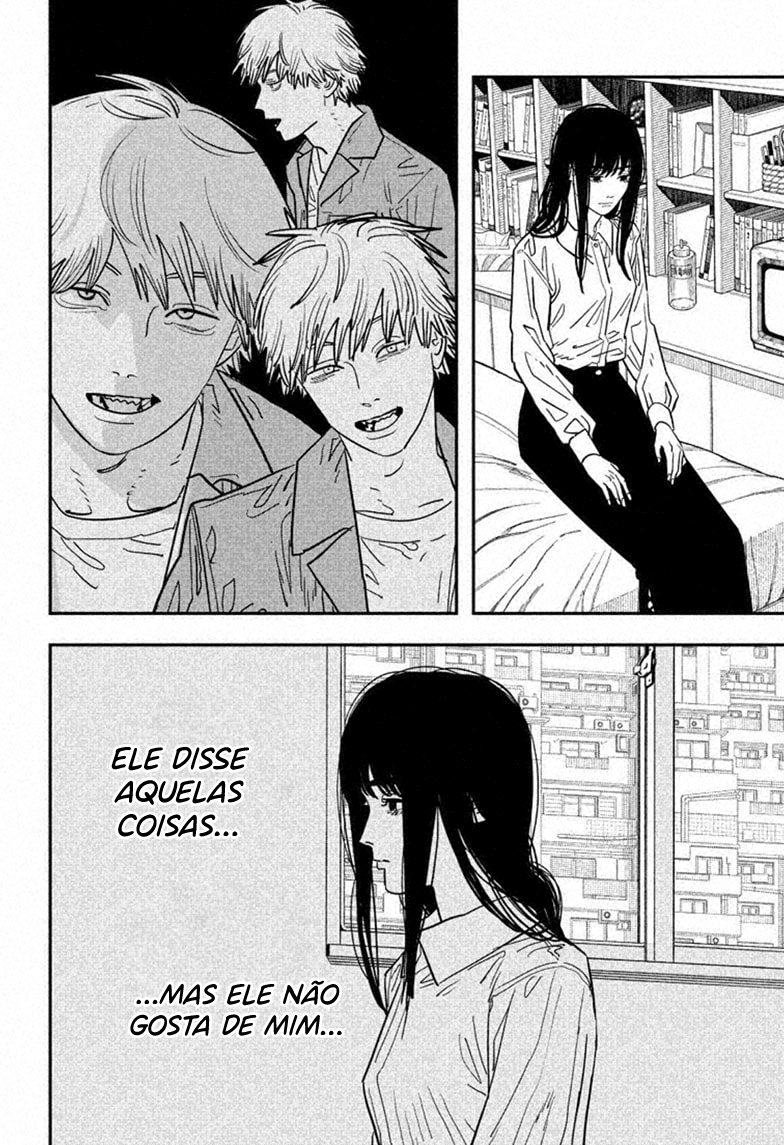 ELE DISSE
AQUELAS
COISAS...
...MAS ELE NÃO
GOSTA DE MIM...